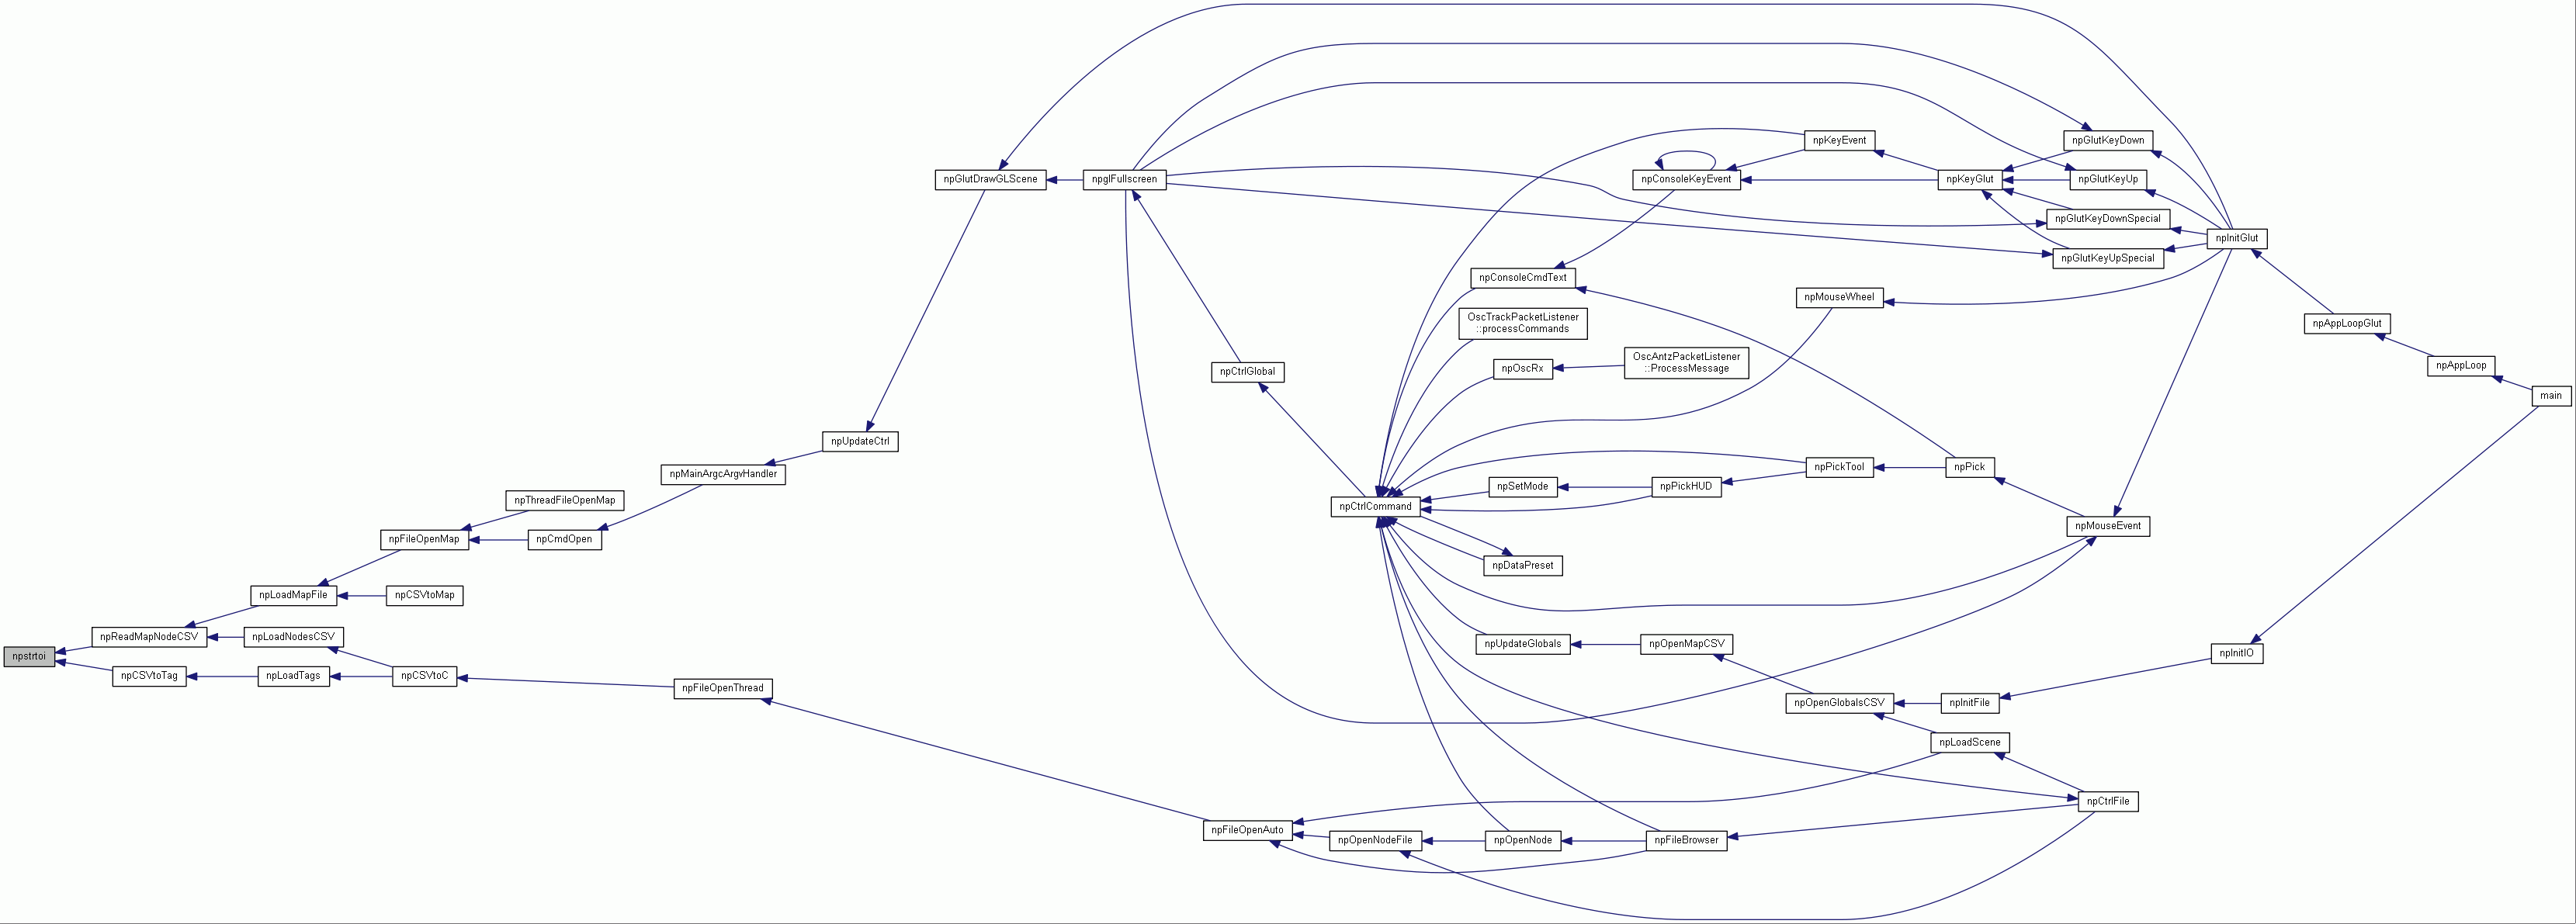 npKeyEvent
npGlutKeyDown
npGlutDrawGLScene
npglFullscreen
npConsoleKeyEvent
npKeyGlut
npGlutKeyUp
npGlutKeyDownSpecial
npInitGlut
npGlutKeyUpSpecial
npConsoleCmdText
npMouseWheel
OscTrackPacketListener
::processCommands
npAppLoopGlut
OscAntzPacketListener
::ProcessMessage
npOscRx
npCtrlGlobal
npAppLoop
main
npUpdateCtrl
npMainArgcArgvHandler
npPickTool
npPick
npSetMode
npPickHUD
npThreadFileOpenMap
npCtrlCommand
npMouseEvent
npFileOpenMap
npCmdOpen
npDataPreset
npLoadMapFile
npCSVtoMap
npReadMapNodeCSV
npLoadNodesCSV
npUpdateGlobals
npOpenMapCSV
npstrtoi
npInitIO
npCSVtoTag
npLoadTags
npCSVtoC
npFileOpenThread
npOpenGlobalsCSV
npInitFile
npLoadScene
npCtrlFile
npFileOpenAuto
npOpenNodeFile
npOpenNode
npFileBrowser